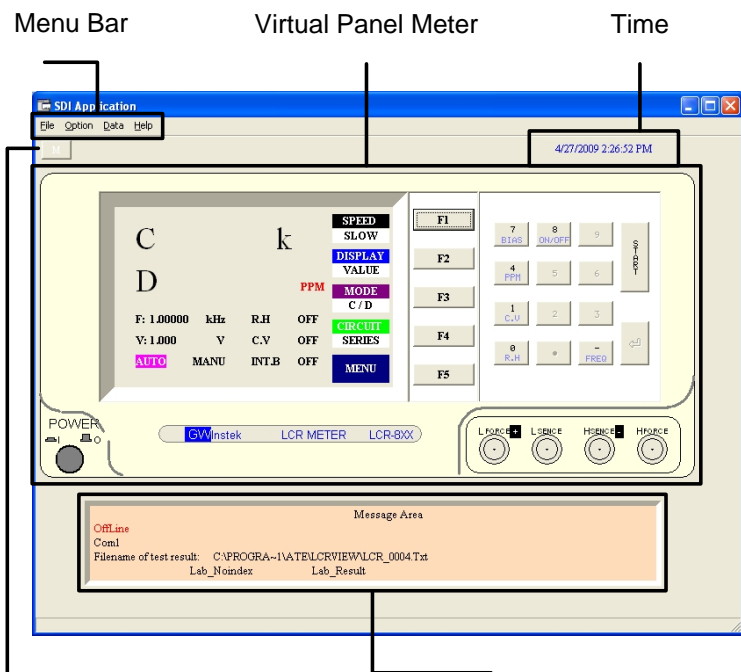 Menu Bar Virtual Panel Meter Time
SDI Application
File Option Data Help
M 4/27/2009 2:26:52 PM
C k
D PPM
F: 1.00000 kHz R.H OFF
V: 1.000 V C.V OFF
AUTO MANU INT.B OFF
SPEED
SLOW
DISPLAY
VALUE
MODE
C / D
CIRCUIT
SERIES
MENU
F1
F2
F3
F4
F5
7 8 9
BIAS ON/OFF
4 5 6
PPM
1 2 3
C.V
0 • -
R.H FREQ
START
POWER
I O
GWInstek LCR METER LCR-8XX
L FORCE + L SENCE H SENCE - H FORCE
Message Area
OffLine
Com1
Filename of test result: C:\PROGRA~1\ATE\LCRVIEW\LCR_0004.Txt
Lab_Noindex Lab_Result